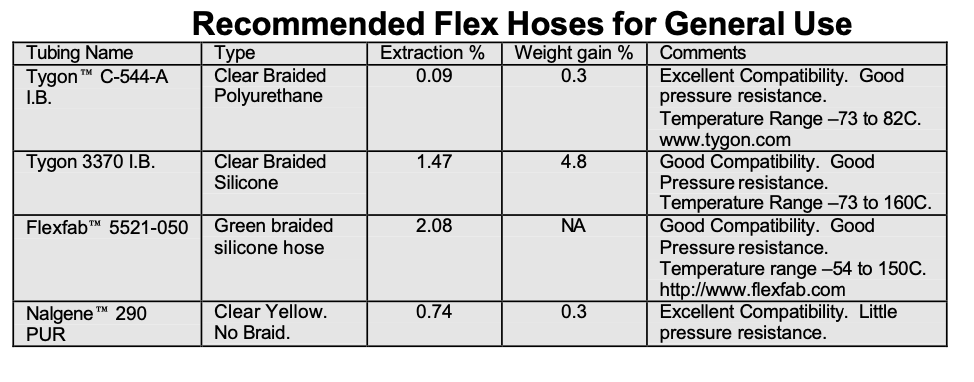 Recommended Flex Hoses for General Use
Tubing Name Type Extraction % Weight gain % Comments
Tygon™ C-544-A Clear Braided 0.09 0.3 Excellent Compatibility. Good
I.B. Polyurethane pressure resistance.
Temperature Range –73 to 82C.
www.tygon.com
Tygon 3370 I.B. Clear Braided 1.47 4.8 Good Compatibility. Good
Silicone Pressure resistance.
Temperature Range –73 to 160C.
Flexfab™ 5521-050 Green braided 2.08 NA Good Compatibility. Good
silicone hose Pressure resistance.
Temperature range –54 to 150C.
http://www.flexfab.com
Nalgene™ 290 Clear Yellow. 0.74 0.3 Excellent Compatibility. Little
PUR No Braid. pressure resistance.